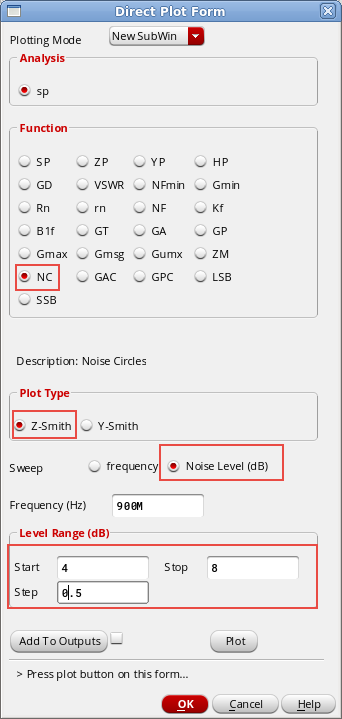 Direct Plot Form
Plotting Mode New SubWin
Analysis
sp
Function
SP ZP YP HP
GD VSWR NFmin Gmin
Rn rn NF Kf
B1f GT GA GP
Gmax Gmsg Gumx ZM
NC GAC GPC LSB
SSB
Description: Noise Circles
Plot Type
Z-Smith Y-Smith
Sweep frequency Noise Level (dB)
Frequency (Hz) 900M
Level Range (dB)
Start 4 Stop 8
Step 0.5
Add To Outputs Plot
> Press plot button on this form...
OK Cancel Help